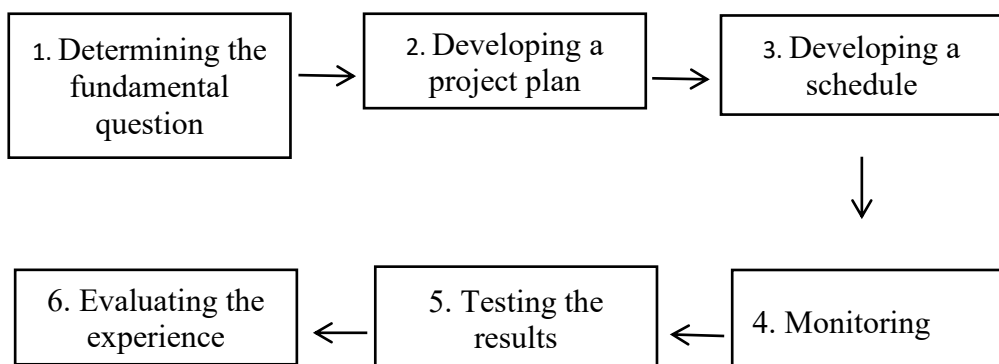 1. Determining the
fundamental
question
2. Developing a
project plan
3. Developing a
schedule
4. Monitoring
5. Testing the
results
6. Evaluating the
experience